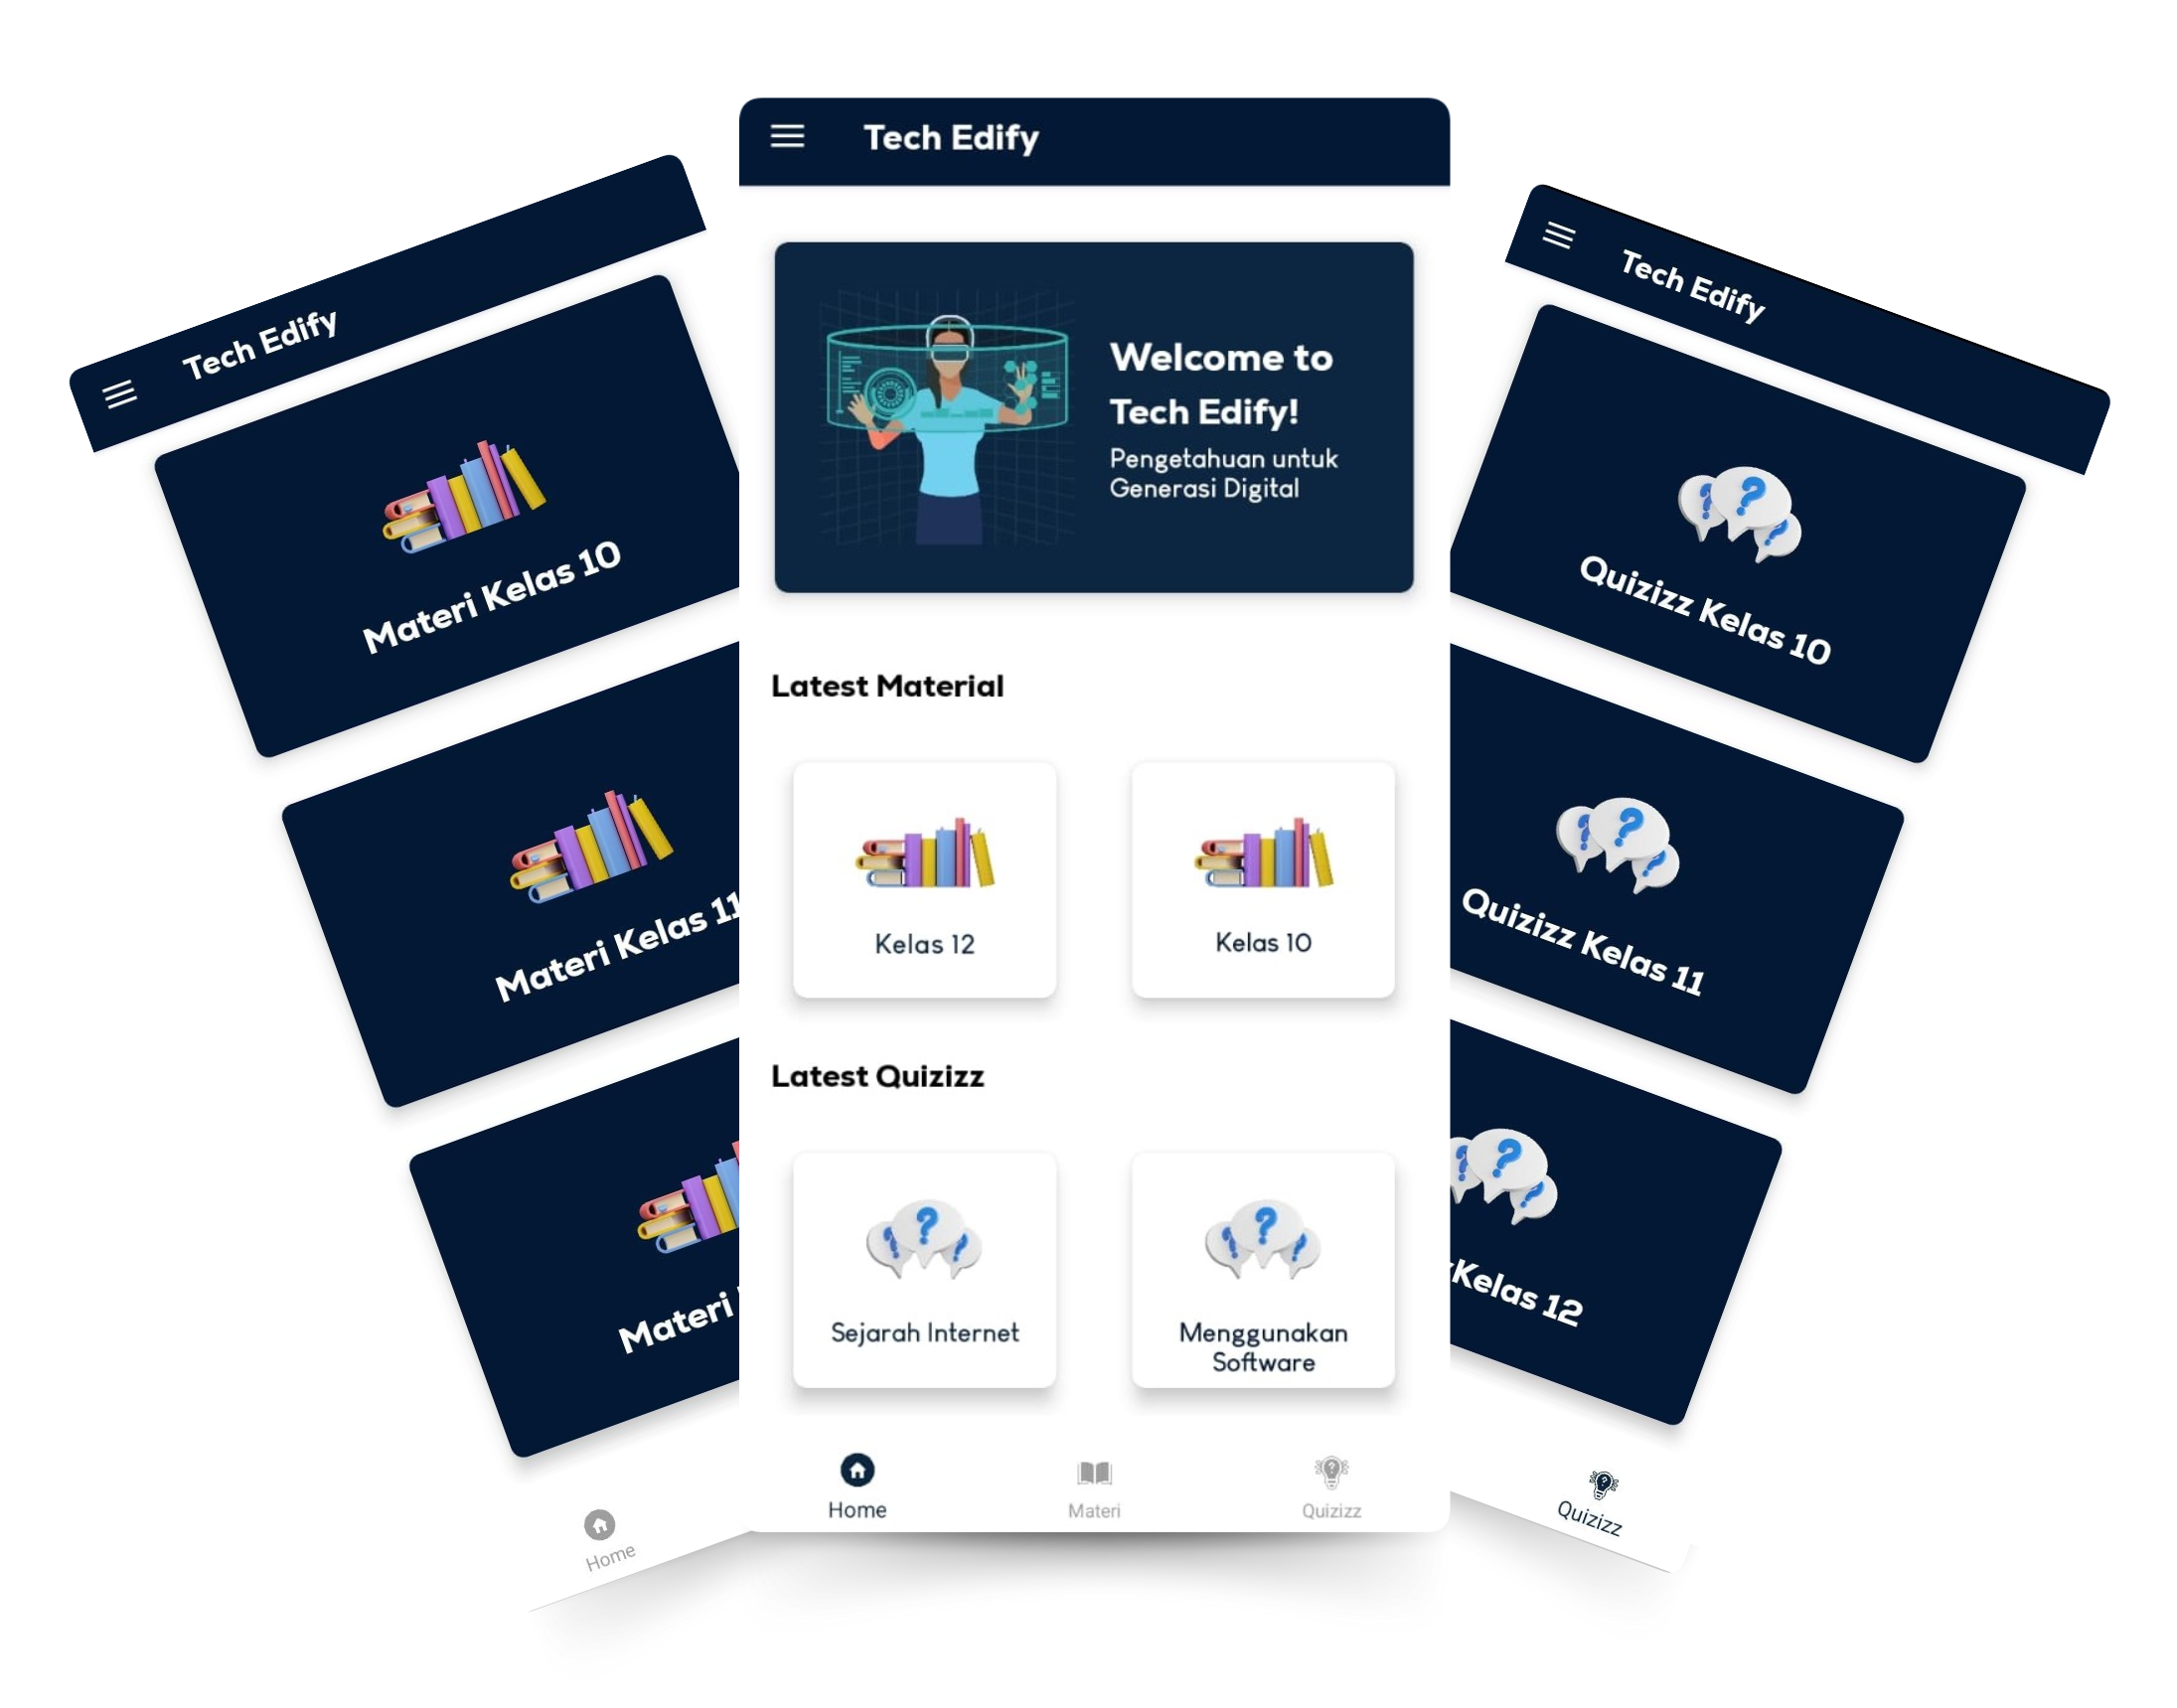 Tech Edify
Materi Kelas 10
Materi Kelas 11
Materi
Home
Tech Edify
Welcome to
Tech Edify!
Pengetahuan untuk
Generasi Digital
Latest Material
Kelas 12
Kelas 10
Latest Quizizz
Sejarah Internet
Menggunakan
Software
Home
Materi
Quizizz
Tech Edify
Quizizz Kelas 10
Quizizz Kelas 11
Kelas 12
Quizizz